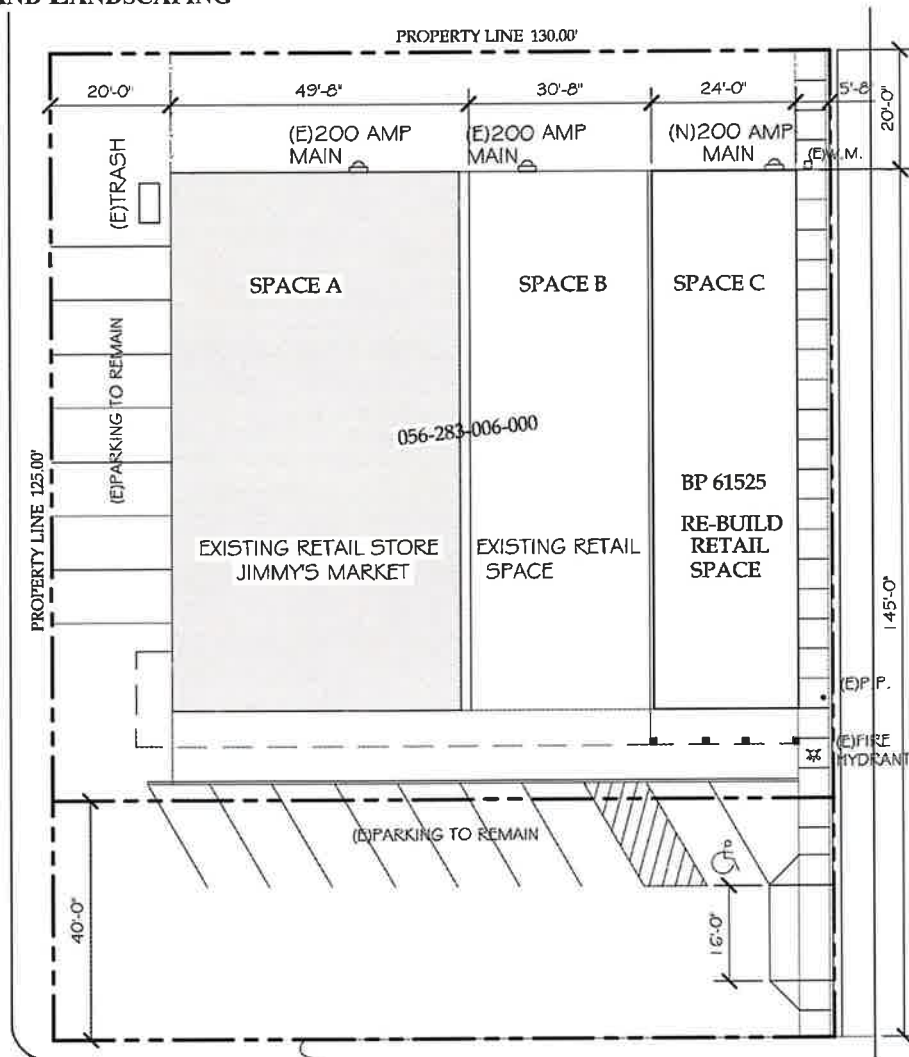 AND LANDSCAPING
PROPERTY LINE 130.00'
20'-0"
49'-8"
30'-8"
24'-0"
5'-8
20'-0"
(E)200 AMP
MAIN
(E)200 AMP
MAIN
(N)200 AMP
MAIN
(E)W.M.
(E)TRASH
SPACE A
SPACE B
SPACE C
(E)PARKING TO REMAIN
056-283-006-000
PROPERTY LINE 125.00'
BP 61525
RE-BUILD
RETAIL
SPACE
EXISTING RETAIL STORE
JIMMY'S MARKET
EXISTING RETAIL
SPACE
145'-0"
(E)P.P.
(E)FIRE
HYDRANT
(E)PARKING TO REMAIN
40'-0"
16'-0"